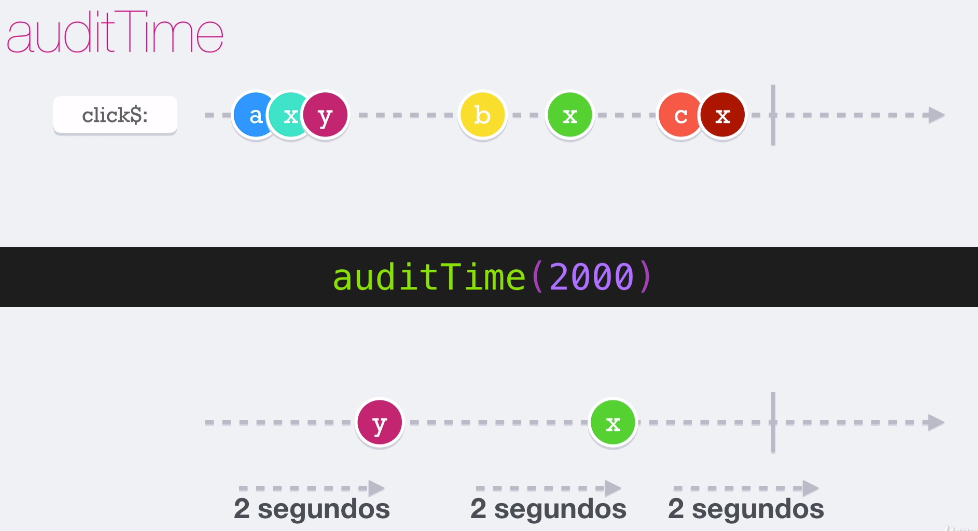 auditTime
click$: a x y b x c x
auditTime(2000)
y x
2 segundos 2 segundos 2 segundos